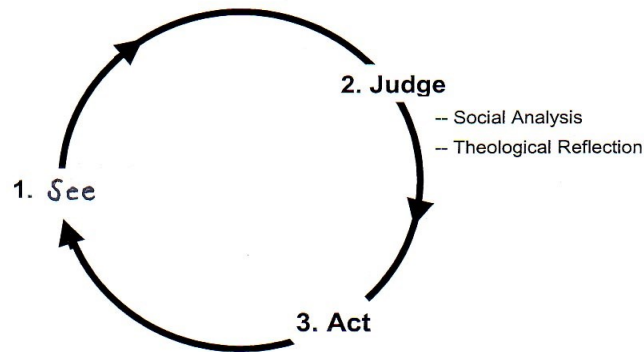 1. See
2. Judge
-- Social Analysis
-- Theological Reflection
3. Act